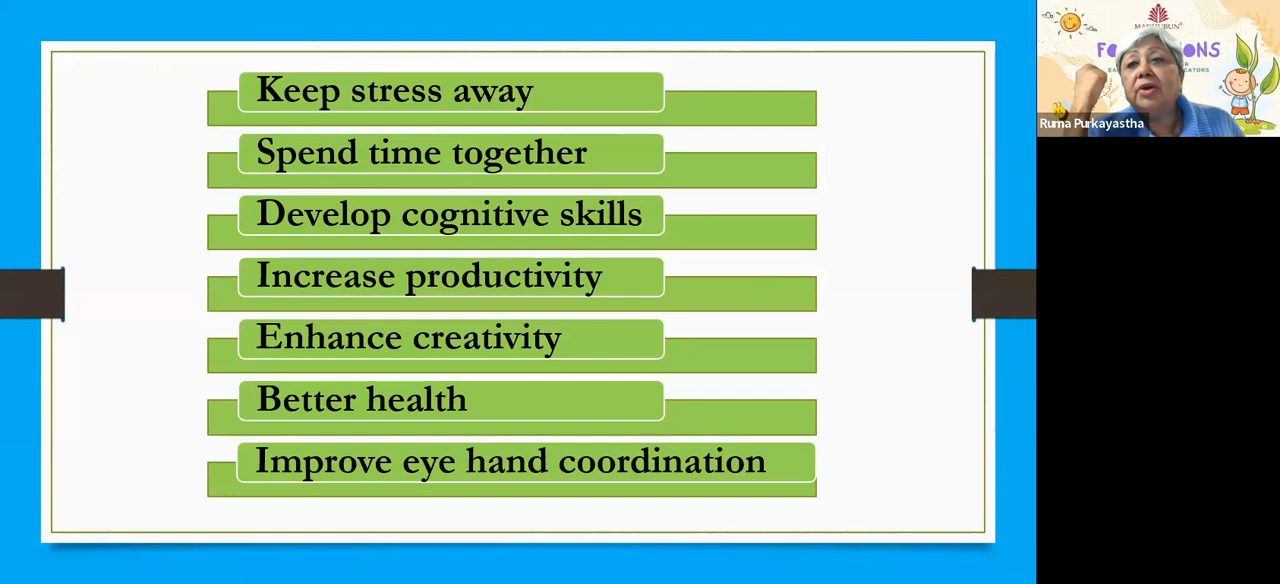 Keep stress away
Spend time together
Develop cognitive skills
Increase productivity
Enhance creativity
Better health
Improve eye hand coordination
Ruma Purkayastha